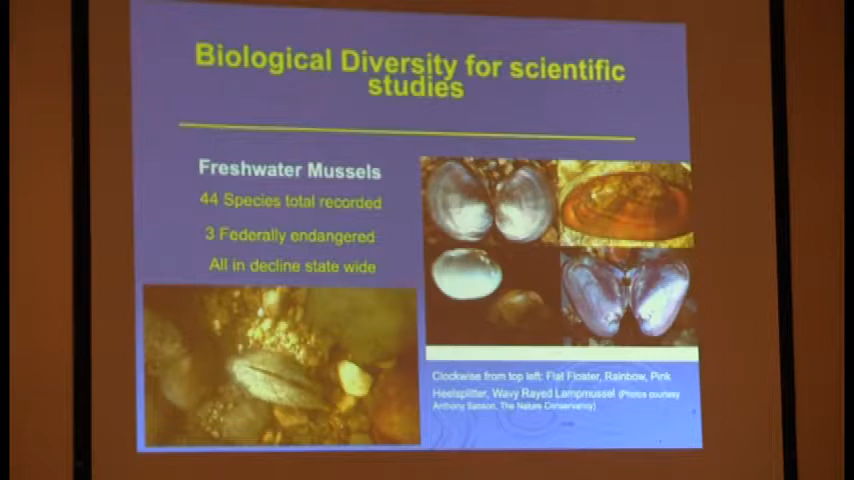 Biological Diversity for scientific
studies
Freshwater Mussels
44 Species total recorded
3 Federally endangered
All in decline state wide
Clockwise from top left: Flat Floater, Rainbow, Pink
Heelsplitter, Wavy Rayed Lampmussel (Photos courtesy
Anthony Sasson, The Nature Conservancy)